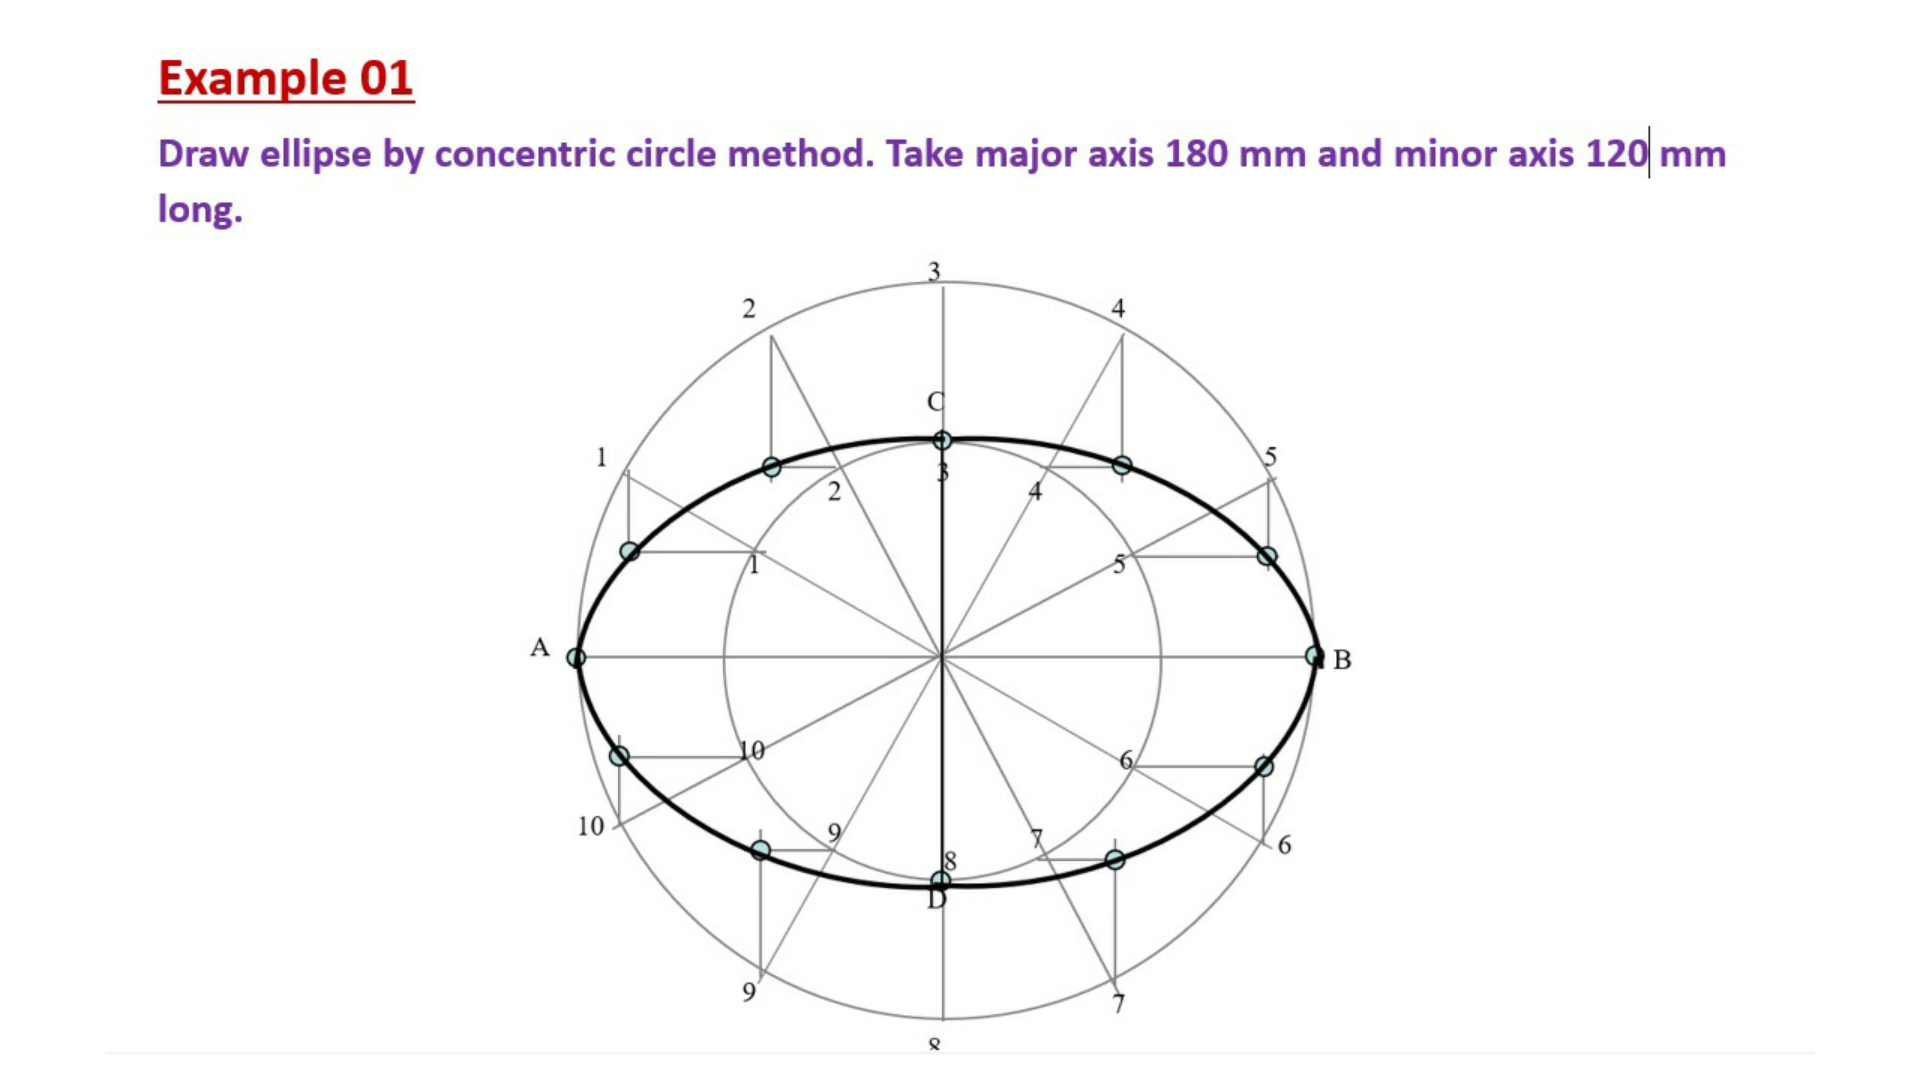 Example 01
Draw ellipse by concentric circle method. Take major axis 180 mm and minor axis 120 mm
long.
3
2
4
C
1
5
3
2
4
1
5
A
B
10
6
10
9
7
6
8
D
9
7
8